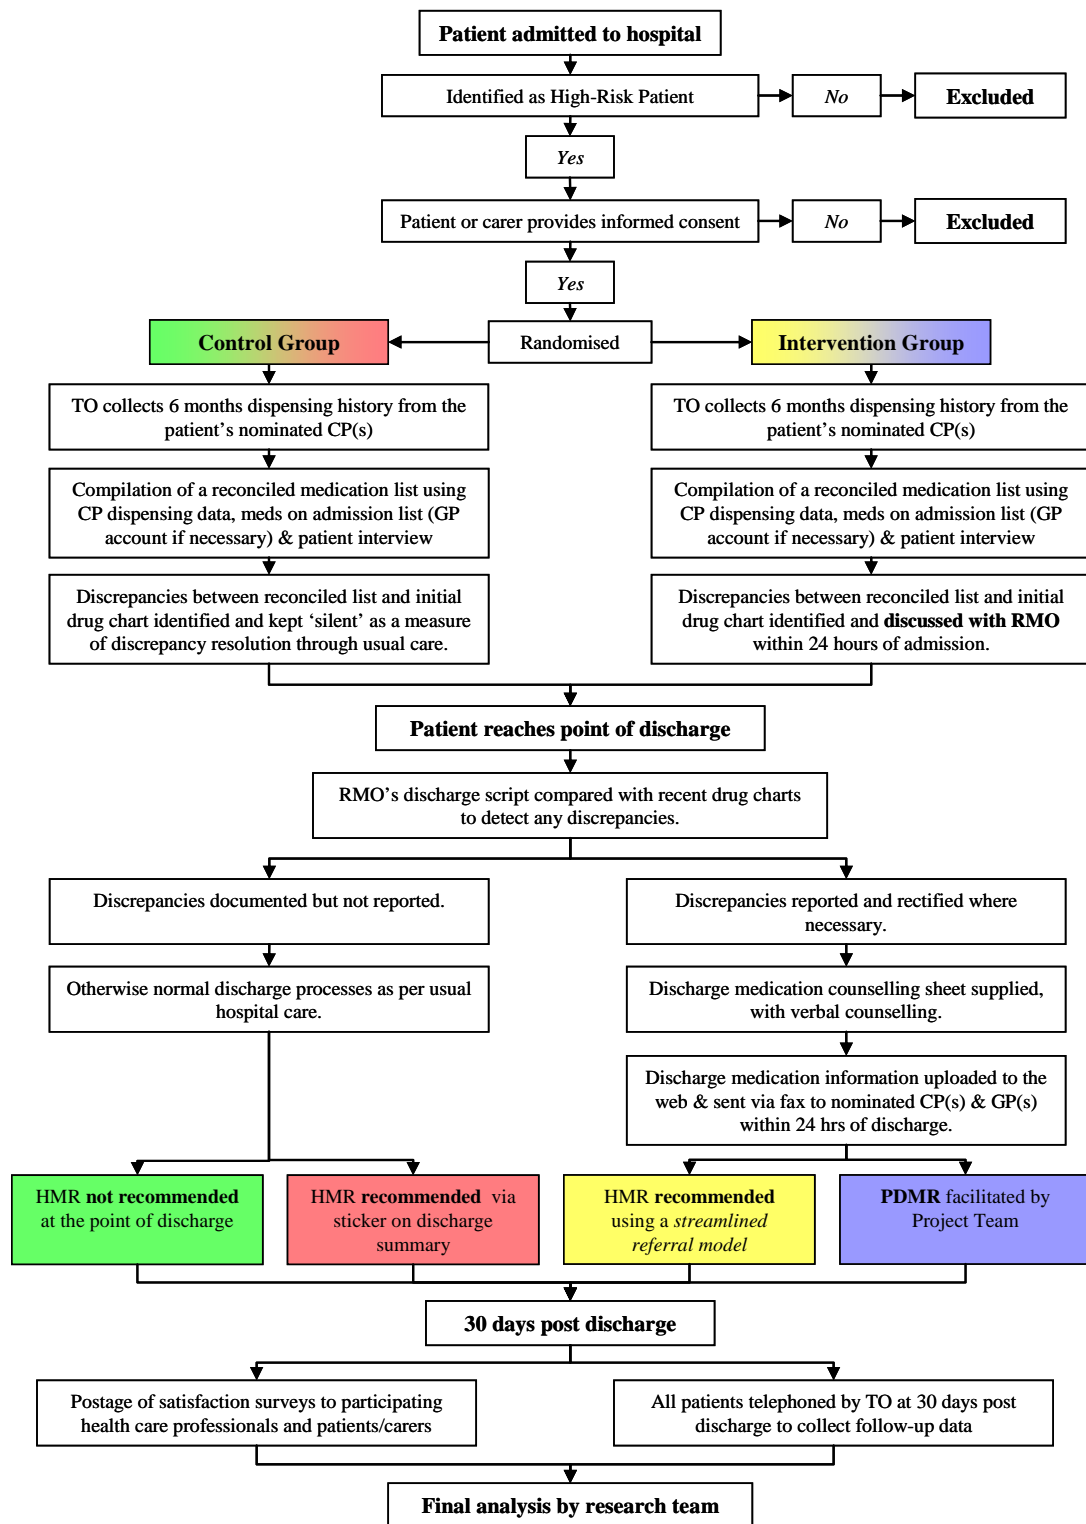 Patient admitted to hospital
Identified as High-Risk Patient
No
Excluded
Yes
Patient or carer provides informed consent
No
Excluded
Yes
Control Group
Randomised
Intervention Group
TO collects 6 months dispensing history from the
patient's nominated CP(s)
TO collects 6 months dispensing history from the
patient's nominated CP(s)
Compilation of a reconciled medication list using
CP dispensing data, meds on admission list (GP
account if necessary) & patient interview
Compilation of a reconciled medication list using
CP dispensing data, meds on admission list (GP
account if necessary) & patient interview
Discrepancies between reconciled list and initial
drug chart identified and kept 'silent' as a measure
of discrepancy resolution through usual care.
Discrepancies between reconciled list and initial
drug chart identified and discussed with RMO
within 24 hours of admission.
Patient reaches point of discharge
RMO's discharge script compared with recent drug charts
to detect any discrepancies.
Discrepancies documented but not reported.
Discrepancies reported and rectified where
necessary.
Otherwise normal discharge processes as per usual
hospital care.
Discharge medication counselling sheet supplied,
with verbal counselling.
Discharge medication information uploaded to the
web & sent via fax to nominated CP(s) & GP(s)
within 24 hrs of discharge.
HMR not recommended
at the point of discharge
HMR recommended via
sticker on discharge
summary
HMR recommended
using a streamlined
referral model
PDMR facilitated by
Project Team
30 days post discharge
Postage of satisfaction surveys to participating
health care professionals and patients/carers
All patients telephoned by TO at 30 days post
discharge to collect follow-up data
Final analysis by research team